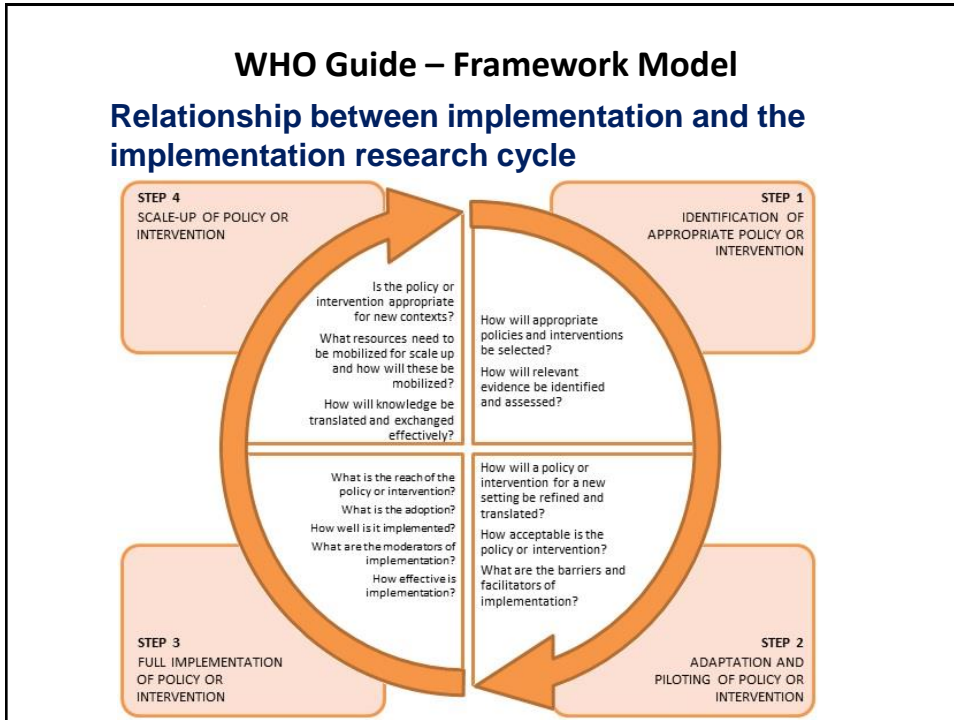 WHO Guide – Framework Model
Relationship between implementation and the
implementation research cycle
STEP 4
SCALE-UP OF POLICY OR
INTERVENTION
STEP 1
IDENTIFICATION OF
APPROPRIATE POLICY OR
INTERVENTION
Is the policy or
intervention appropriate
for new contexts?
What resources need to
be mobilized for scale up
and how will these be
mobilized?
How will knowledge be
translated and exchanged
effectively?
How will appropriate
policies and interventions
be selected?
How will relevant
evidence be identified
and assessed?
What is the reach of the
policy or intervention?
What is the adoption?
How well is it implemented?
What are the moderators of
implementation?
How effective is
implementation?
How will a policy or
intervention for a new
setting be refined and
translated?
How acceptable is the
policy or intervention?
What are the barriers and
facilitators of
implementation?
STEP 3
FULL IMPLEMENTATION
OF POLICY OR
INTERVENTION
STEP 2
ADAPTATION AND
PILOTING OF POLICY OR
INTERVENTION